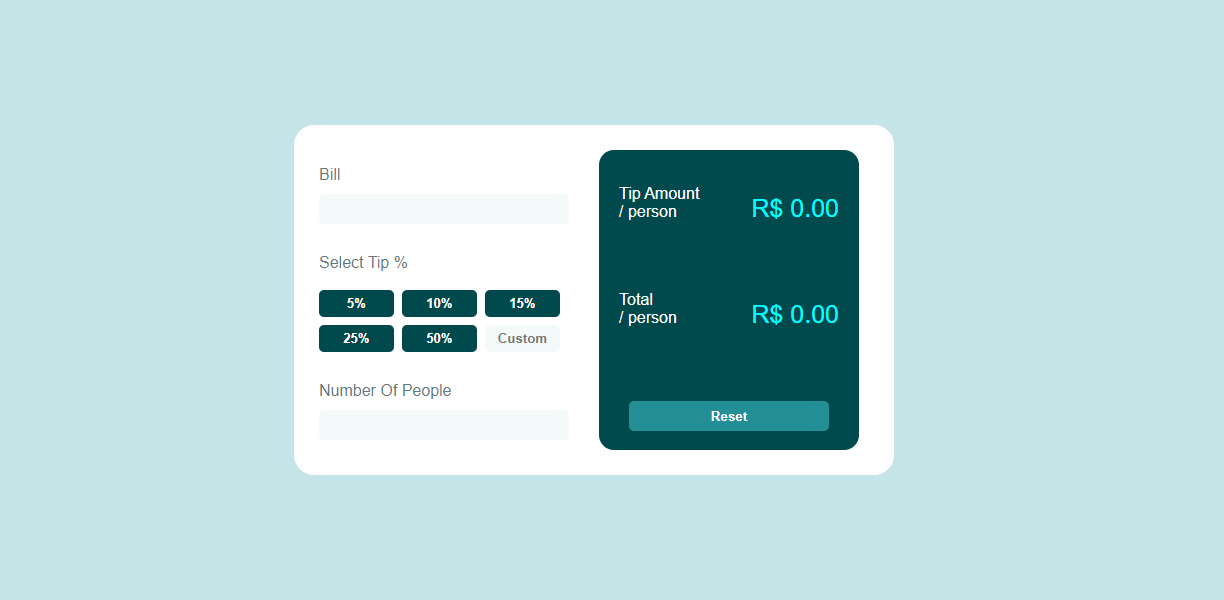 Bill
Select Tip %
5%
10%
15%
25%
50%
Custom
Number Of People
Tip Amount
/ person
R$ 0.00
Total
/ person
R$ 0.00
Reset